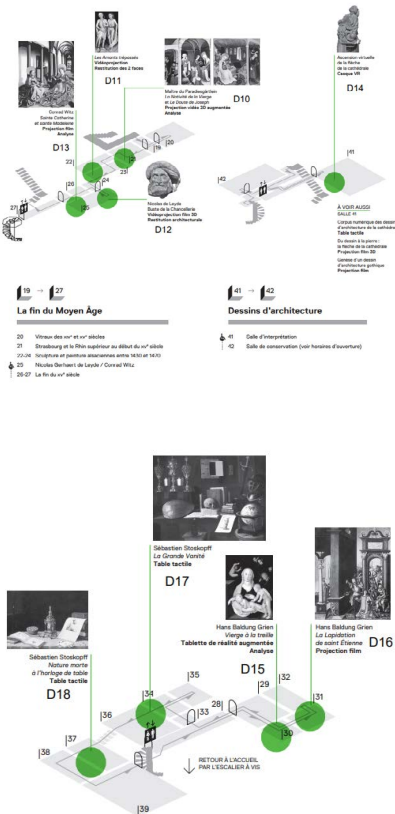 Les Amants trépassés
Vidéoprojection
Restitution des 2 faces
D11
Maître du Paradiesgärtlein
La Nativité de la Vierge
et Le Doute de Joseph
Projection vidéo 3D augmentée
Analyse
D10
Conrad Witz
Sainte Catherine
et sainte Madeleine
Projection film
Analyse
D13
Ascension virtuelle
de la flèche
de la cathédrale
Casque VR
D14
20
19
21
23
22
24
26
25
27
Nicolas de Leyde
Buste de la Chancellerie
Vidéoprojection film 3D
Restitution architecturale
D12
41
42
À VOIR AUSSI
SALLE 41
Corpus numérique des dessins
d'architecture de la cathédrale
Table tactile
Du dessin à la pierre :
la flèche de la cathédrale
Projection film 3D
Genèse d'un dessin
d'architecture gothique
Projection film
19 → 27
La fin du Moyen Âge
20 Vitraux des XIVe et XVe siècles
21 Strasbourg et le Rhin supérieur au début du XVe siècle
22-24 Sculpture et peinture alsaciennes entre 1450 et 1470
25 Nicolas Gerhaert de Leyde / Conrad Witz
26-27 La fin du XVe siècle
41 → 42
Dessins d'architecture
41 Salle d'interprétation
42 Salle de conservation (voir horaires d'ouverture)
Sébastien Stoskopff
La Grande Vanité
Table tactile
D17
Hans Baldung Grien
Vierge à la treille
Tablette de réalité augmentée
Analyse
D15
Hans Baldung Grien
La Lapidation
de saint Étienne
Projection film
D16
Sébastien Stoskopff
Nature morte
à l'horloge de table
Table tactile
D18
35
34
36
37
38
33
28
29
32
31
30
39
RETOUR À L'ACCUEIL
PAR L'ESCALIER À VIS